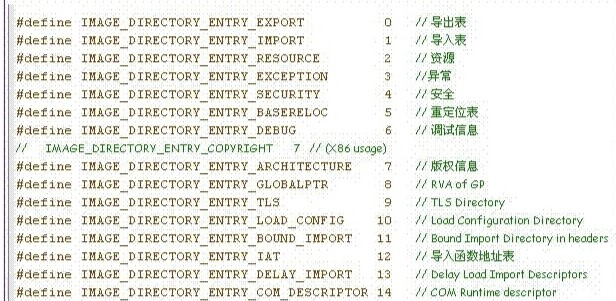 #define IMAGE_DIRECTORY_ENTRY_EXPORT 0 // 导出表
#define IMAGE_DIRECTORY_ENTRY_IMPORT 1 // 导入表
#define IMAGE_DIRECTORY_ENTRY_RESOURCE 2 // 资源
#define IMAGE_DIRECTORY_ENTRY_EXCEPTION 3 //异常
#define IMAGE_DIRECTORY_ENTRY_SECURITY 4 // 安全
#define IMAGE_DIRECTORY_ENTRY_BASERELOC 5 // 重定位表
#define IMAGE_DIRECTORY_ENTRY_DEBUG 6 // 调试信息
// IMAGE_DIRECTORY_ENTRY_COPYRIGHT 7 // (X86 usage)
#define IMAGE_DIRECTORY_ENTRY_ARCHITECTURE 7 // 版权信息
#define IMAGE_DIRECTORY_ENTRY_GLOBALPTR 8 // RVA of GP
#define IMAGE_DIRECTORY_ENTRY_TLS 9 // TLS Directory
#define IMAGE_DIRECTORY_ENTRY_LOAD_CONFIG 10 // Load Configuration Directory
#define IMAGE_DIRECTORY_ENTRY_BOUND_IMPORT 11 // Bound Import Directory in headers
#define IMAGE_DIRECTORY_ENTRY_IAT 12 // 导入函数地址表
#define IMAGE_DIRECTORY_ENTRY_DELAY_IMPORT 13 // Delay Load Import Descriptors
#define IMAGE_DIRECTORY_ENTRY_COM_DESCRIPTOR 14 // COM Runtime descriptor